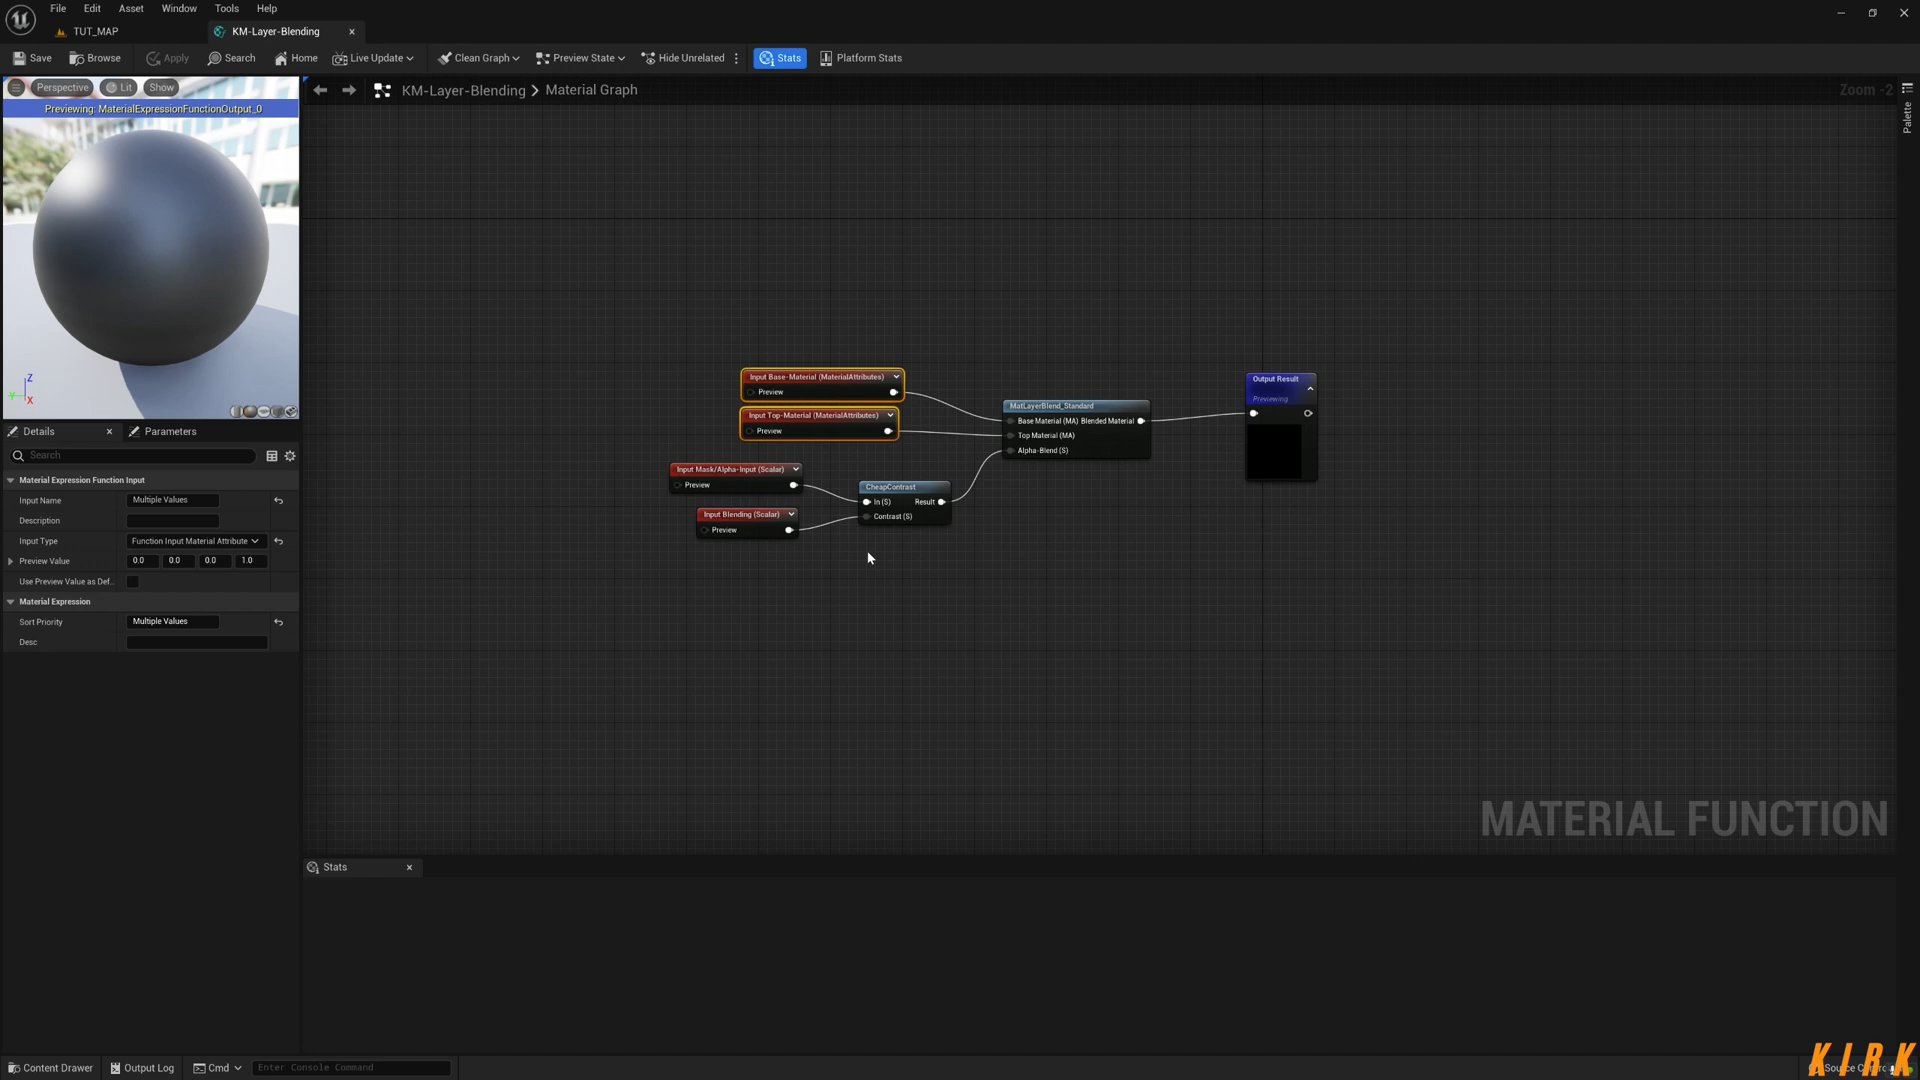 File Edit Asset Window Tools Help
TUT_MAP KM-Layer-Blending
Save Browse Apply Search Home Live Update Clean Graph Preview State Hide Unrelated Stats Platform Stats
Perspective Lit Show
Previewing: MaterialExpressionFunctionOutput_0
KM-Layer-Blending > Material Graph
Zoom -2
Palette
Z
Y
X
Details Parameters
Search
Material Expression Function Input
Input Name Multiple Values
Description
Input Type Function Input Material Attribute
Preview Value 0.0 0.0 0.0 1.0
Use Preview Value as Def..
Material Expression
Sort Priority Multiple Values
Desc
Input Base-Material (MaterialAttributes)
Preview
Input Top-Material (MaterialAttributes)
Preview
Input Mask/Alpha-Input (Scalar)
Preview
Input Blending (Scalar)
Preview
CheapContrast
In (S) Result
Contrast (S)
MatLayerBlend_Standard
Base Material (MA) Blended Material
Top Material (MA)
Alpha-Blend (S)
Output Result
Previewing
MATERIAL FUNCTION
Stats
Content Drawer Output Log Cmd Enter Console Command
KIRK